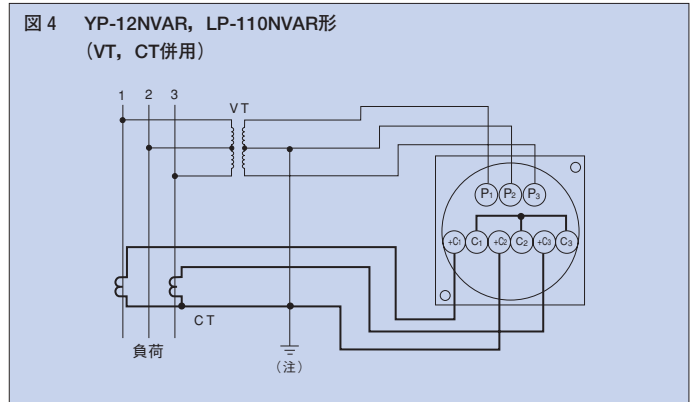 図 4 YP-12NVAR，LP-110NVAR形
（VT，CT併用）
1 2 3
VT
P1 P2 P3
+C1 C1 +C2 C2 +C3 C3
CT
負荷
（注）